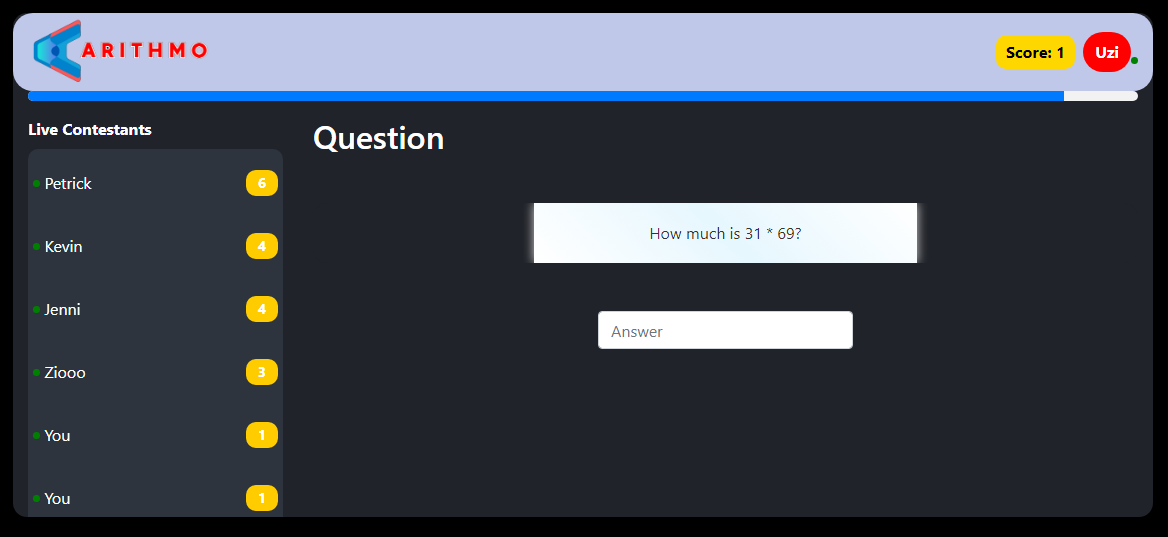 ARITHMO
Score: 1
Uzi
Live Contestants
Petrick 6
Kevin 4
Jenni 4
Ziooo 3
You 1
You 1
Question
How much is 31 * 69?
Answer